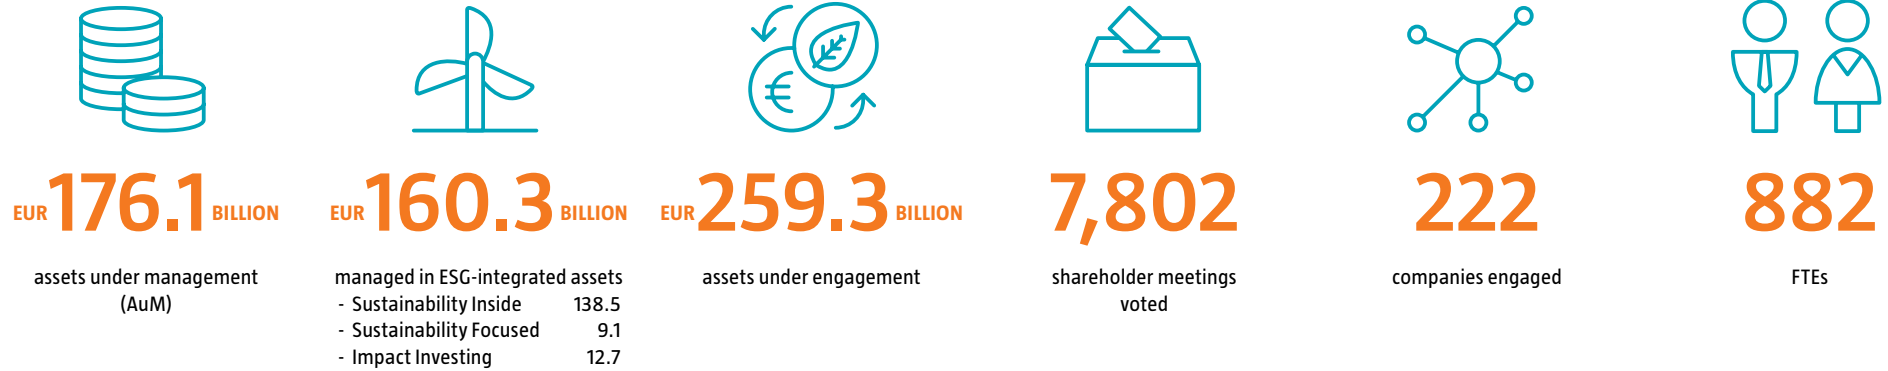 EUR 176.1 BILLION
assets under management
(AuM)
EUR 160.3 BILLION
managed in ESG-integrated assets
- Sustainability Inside 138.5
- Sustainability Focused 9.1
- Impact Investing 12.7
EUR 259.3 BILLION
assets under engagement
7,802
shareholder meetings
voted
222
companies engaged
882
FTEs